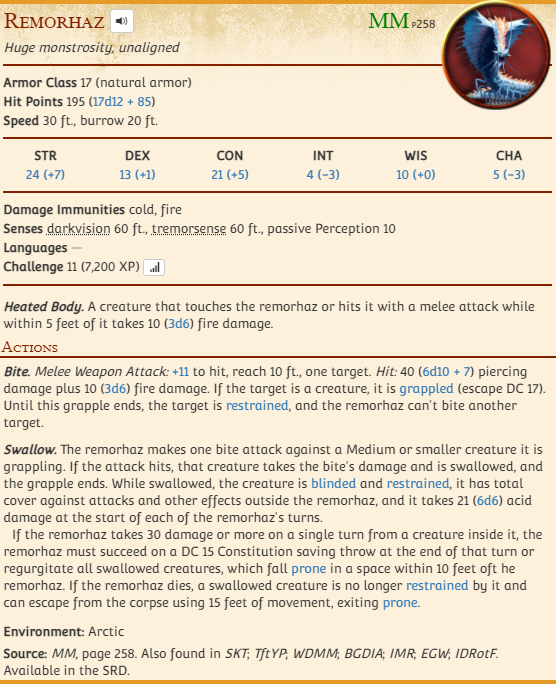 Remorhaz
MM p258
Huge monstrosity, unaligned
Armor Class 17 (natural armor)
Hit Points 195 (17d12 + 85)
Speed 30 ft., burrow 20 ft.
STR DEX CON INT WIS CHA
24 (+7) 13 (+1) 21 (+5) 4 (−3) 10 (+0) 5 (−3)
Damage Immunities cold, fire
Senses darkvision 60 ft., tremorsense 60 ft., passive Perception 10
Languages —
Challenge 11 (7,200 XP)
Heated Body. A creature that touches the remorhaz or hits it with a melee attack while
within 5 feet of it takes 10 (3d6) fire damage.
Actions
Bite. Melee Weapon Attack: +11 to hit, reach 10 ft., one target. Hit: 40 (6d10 + 7) piercing
damage plus 10 (3d6) fire damage. If the target is a creature, it is grappled (escape DC 17).
Until this grapple ends, the target is restrained, and the remorhaz can't bite another
target.
Swallow. The remorhaz makes one bite attack against a Medium or smaller creature it is
grappling. If the attack hits, that creature takes the bite's damage and is swallowed, and
the grapple ends. While swallowed, the creature is blinded and restrained, it has total
cover against attacks and other effects outside the remorhaz, and it takes 21 (6d6) acid
damage at the start of each of the remorhaz's turns.
If the remorhaz takes 30 damage or more on a single turn from a creature inside it, the
remorhaz must succeed on a DC 15 Constitution saving throw at the end of that turn or
regurgitate all swallowed creatures, which fall prone in a space within 10 feet oft he
remorhaz. If the remorhaz dies, a swallowed creature is no longer restrained by it and
can escape from the corpse using 15 feet of movement, exiting prone.
Environment: Arctic
Source: MM, page 258. Also found in SKT; TftYP; WDMM; BGDIA; IMR; EGW; IDRotF.
Available in the SRD.